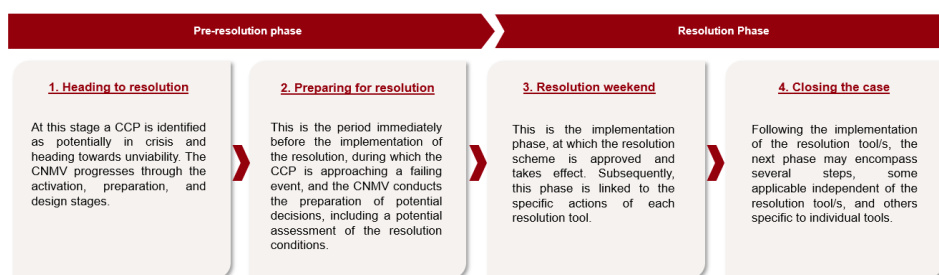 Pre-resolution phase
Resolution Phase
1. Heading to resolution
At this stage a CCP is identified
as potentially in crisis and
heading towards unviability. The
CNMV progresses through the
activation, preparation, and
design stages.
2. Preparing for resolution
This is the period immediately
before the implementation of
the resolution, during which the
CCP is approaching a failing
event, and the CNMV conducts
the preparation of potential
decisions, including a potential
assessment of the resolution
conditions.
3. Resolution weekend
This is the implementation
phase, at which the resolution
scheme is approved and
takes effect. Subsequently,
this phase is linked to the
specific actions of each
resolution tool.
4. Closing the case
Following the implementation
of the resolution tool/s, the
next phase may encompass
several steps, some
applicable independent of the
resolution tool/s, and others
specific to individual tools.